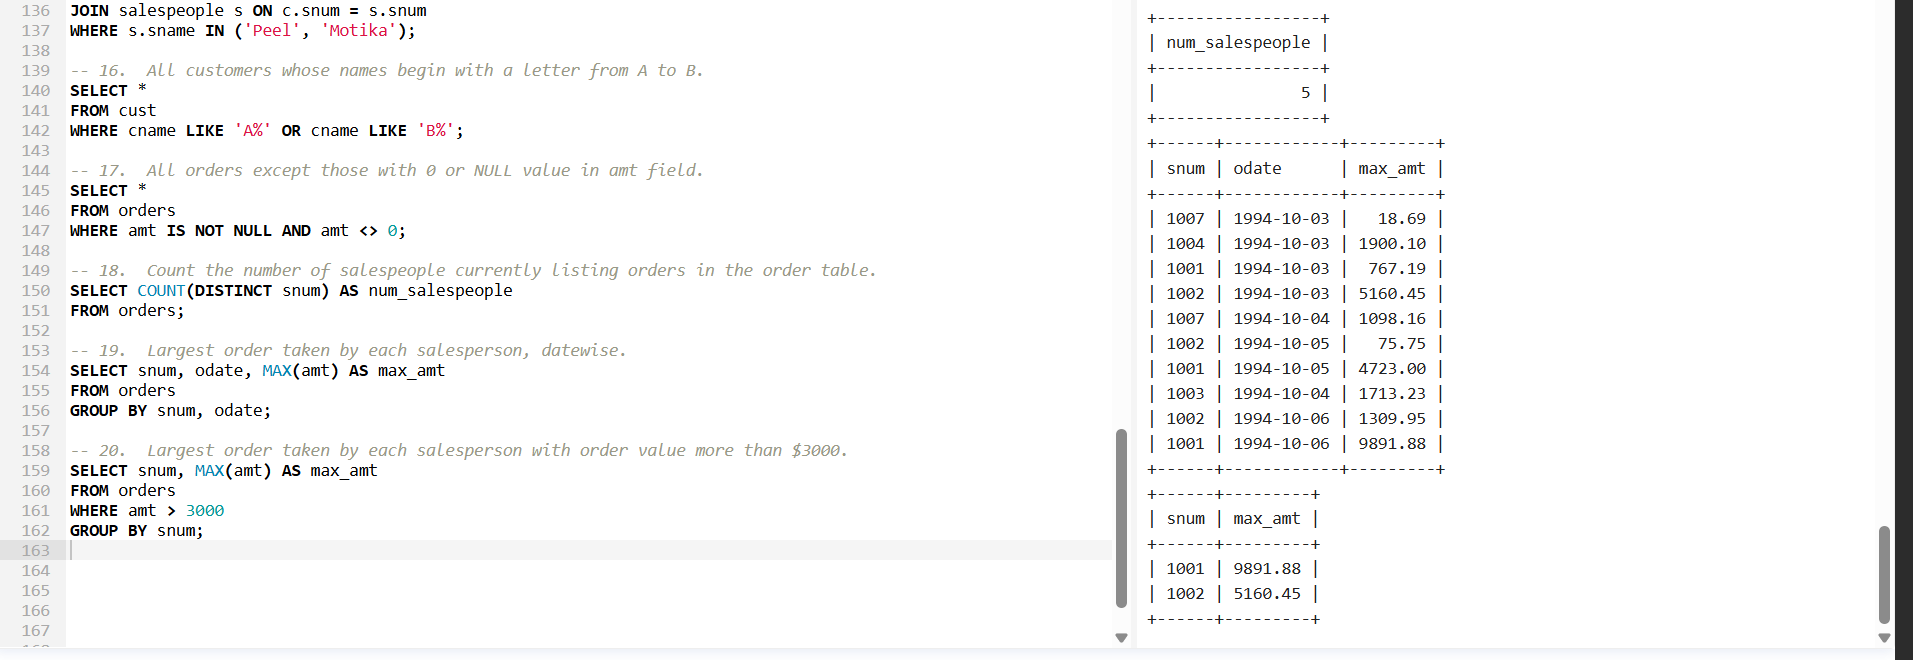 136 JOIN salespeople s ON c.snum = s.snum
137 WHERE s.sname IN ('Peel', 'Motika');
138
139 -- 16.  All customers whose names begin with a letter from A to B.
140 SELECT *
141 FROM cust
142 WHERE cname LIKE 'A%' OR cname LIKE 'B%';
143
144 -- 17.  All orders except those with 0 or NULL value in amt field.
145 SELECT *
146 FROM orders
147 WHERE amt IS NOT NULL AND amt <> 0;
148
149 -- 18.  Count the number of salespeople currently listing orders in the order table.
150 SELECT COUNT(DISTINCT snum) AS num_salespeople
151 FROM orders;
152
153 -- 19.  Largest order taken by each salesperson, datewise.
154 SELECT snum, odate, MAX(amt) AS max_amt
155 FROM orders
156 GROUP BY snum, odate;
157
158 -- 20.  Largest order taken by each salesperson with order value more than $3000.
159 SELECT snum, MAX(amt) AS max_amt
160 FROM orders
161 WHERE amt > 3000
162 GROUP BY snum;
163
164
165
166
167
+-----------------+
| num_salespeople |
+-----------------+
|               5 |
+-----------------+
+------+------------+---------+
| snum | odate      | max_amt |
+------+------------+---------+
| 1007 | 1994-10-03 |   18.69 |
| 1004 | 1994-10-03 | 1900.10 |
| 1001 | 1994-10-03 |  767.19 |
| 1002 | 1994-10-03 | 5160.45 |
| 1007 | 1994-10-04 | 1098.16 |
| 1002 | 1994-10-05 |   75.75 |
| 1001 | 1994-10-05 | 4723.00 |
| 1003 | 1994-10-04 | 1713.23 |
| 1002 | 1994-10-06 | 1309.95 |
| 1001 | 1994-10-06 | 9891.88 |
+------+------------+---------+
+------+---------+
| snum | max_amt |
+------+---------+
| 1001 | 9891.88 |
| 1002 | 5160.45 |
+------+---------+